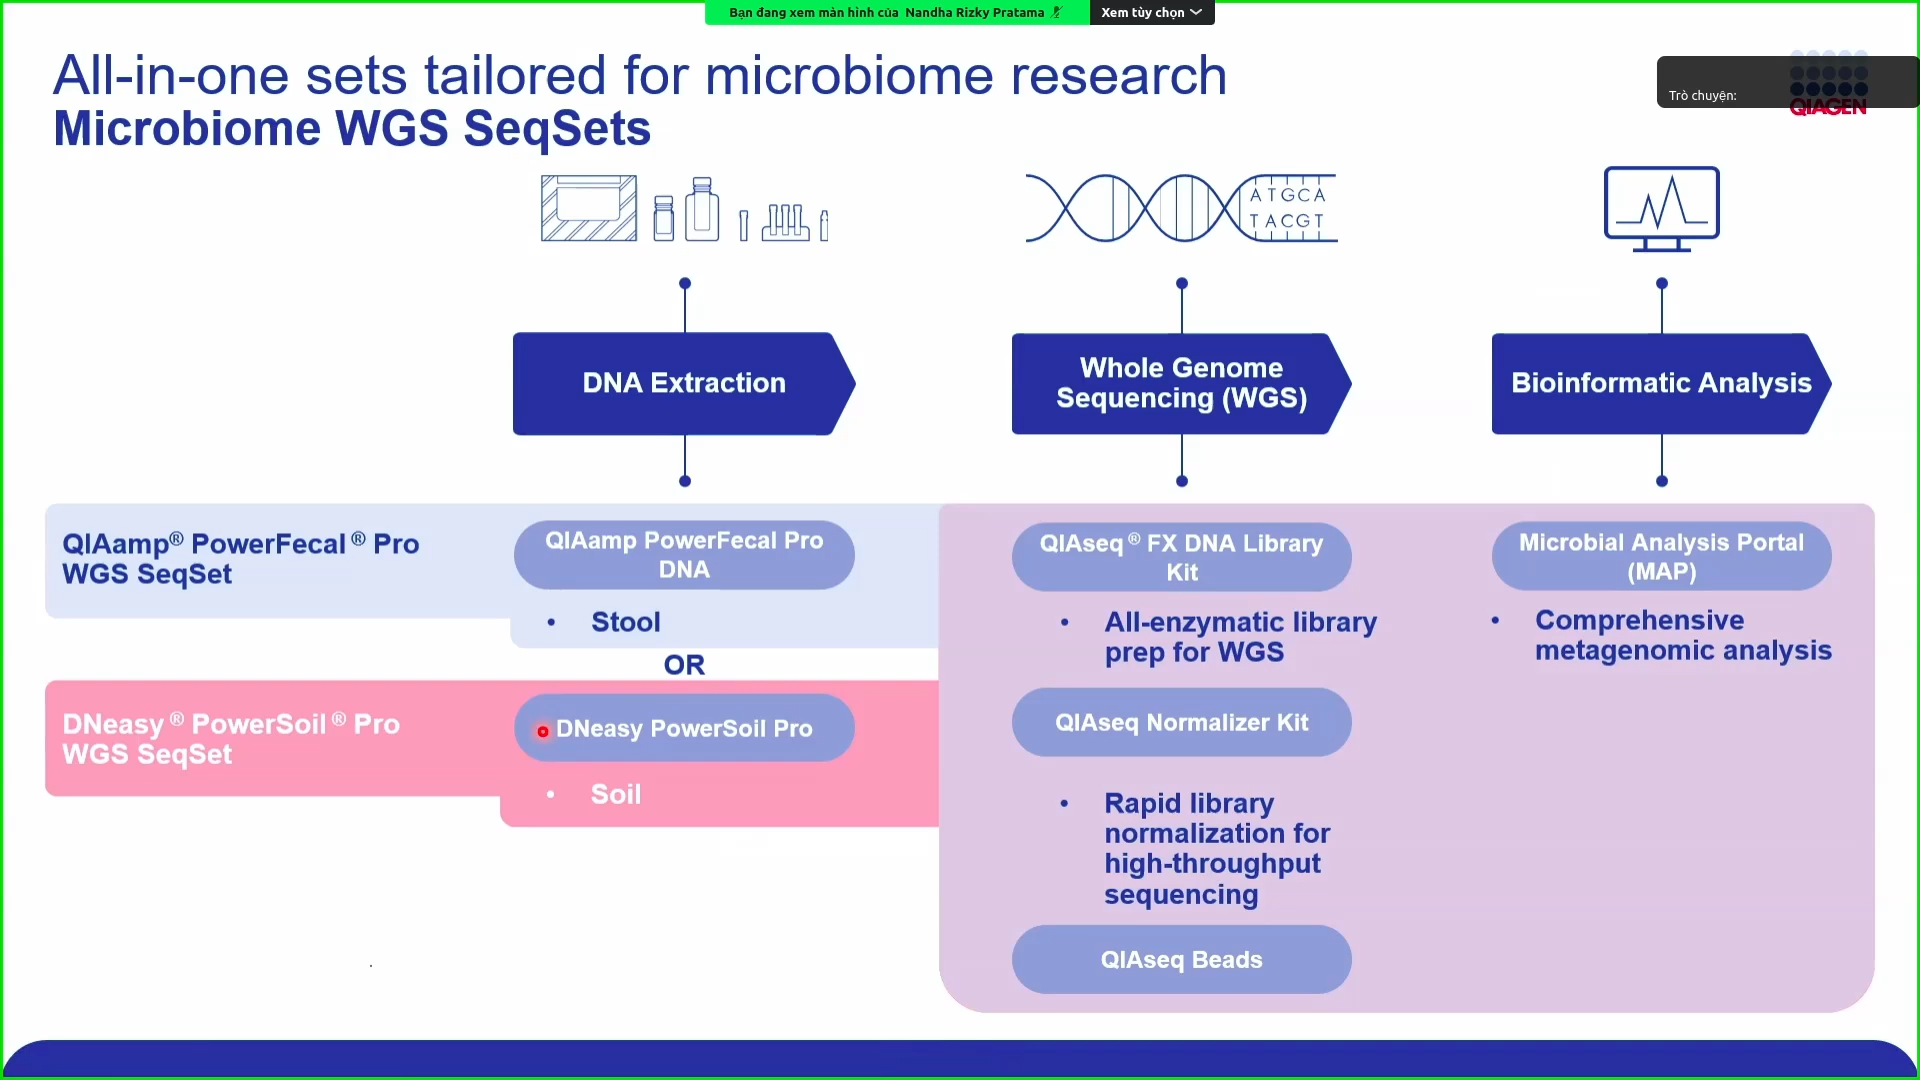 Bạn đang xem màn hình của Nandha Rizky Pratama
Xem tùy chọn
All-in-one sets tailored for microbiome research
Microbiome WGS SeqSets
Trò chuyện:
QIAGEN
ATGCA
TACGT
DNA Extraction
Whole Genome
Sequencing (WGS)
Bioinformatic Analysis
QIAamp® PowerFecal® Pro
WGS SeqSet
QIAamp PowerFecal Pro
DNA
• Stool
OR
DNeasy® PowerSoil® Pro
WGS SeqSet
DNeasy PowerSoil Pro
• Soil
QIAseq® FX DNA Library
Kit
• All-enzymatic library
prep for WGS
QIAseq Normalizer Kit
• Rapid library
normalization for
high-throughput
sequencing
QIAseq Beads
Microbial Analysis Portal
(MAP)
• Comprehensive
metagenomic analysis